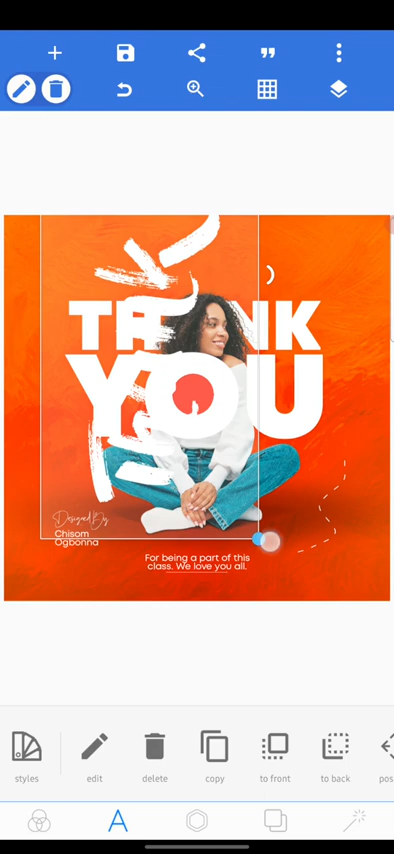 THANK
YOU
Designed By
Chisom
Ogbonna
For being a part of this
class. We love you all.
styles
edit
delete
copy
to front
to back
pos